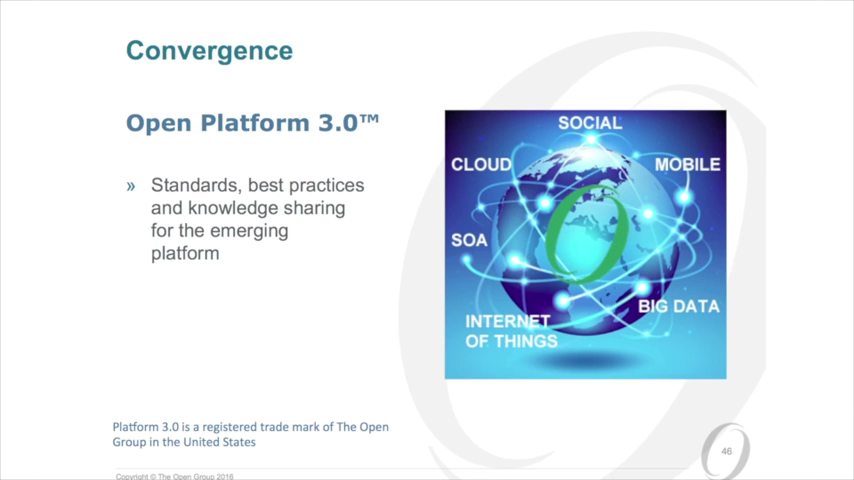 Convergence
Open Platform 3.0™
» Standards, best practices
and knowledge sharing
for the emerging
platform
SOCIAL
CLOUD
MOBILE
SOA
BIG DATA
INTERNET
OF THINGS
Platform 3.0 is a registered trade mark of The Open
Group in the United States
46
Copyright © The Open Group 2016